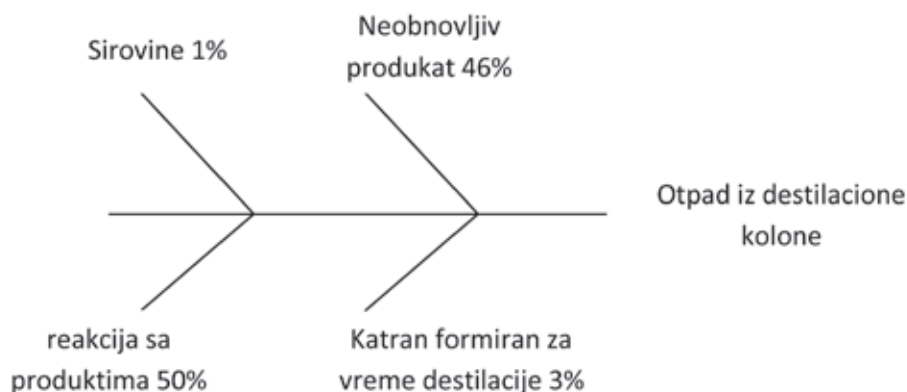 Sirovine 1%
Neobnovljiv
produkat 46%
Otpad iz destilacione
kolone
reakcija sa
produktima 50%
Katran formiran za
vreme destilacije 3%